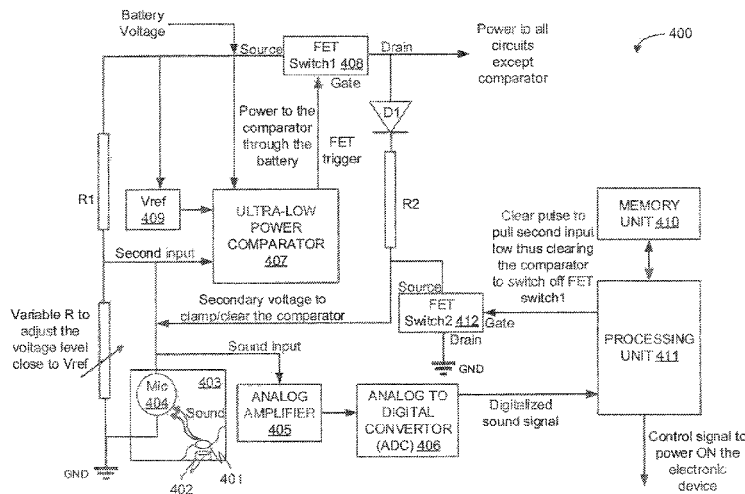 Battery
Voltage
Source
FET
Switch1 408
Drain
Gate
Power to all
circuits
except
comparator
400
Power to the
comparator
through the
battery
FET
trigger
D1
R1
R2
Vref
409
ULTRA-LOW
POWER
COMPARATOR
407
Second input
Clear pulse to
pull second input
low thus clearing
the comparator
to switch off FET
switch1
MEMORY
UNIT 410
Secondary voltage to
clamp/clear the comparator
Source
FET
Switch2 412
Gate
Drain
GND
PROCESSING
UNIT 411
Variable R to
adjust the
voltage level
close to Vref
Sound input
Mic
404
403
Sound
401
402
GND
ANALOG
AMPLIFIER
405
ANALOG TO
DIGITAL
CONVERTOR
(ADC) 406
Digitalized
sound signal
Control signal to
power ON the
electronic
device